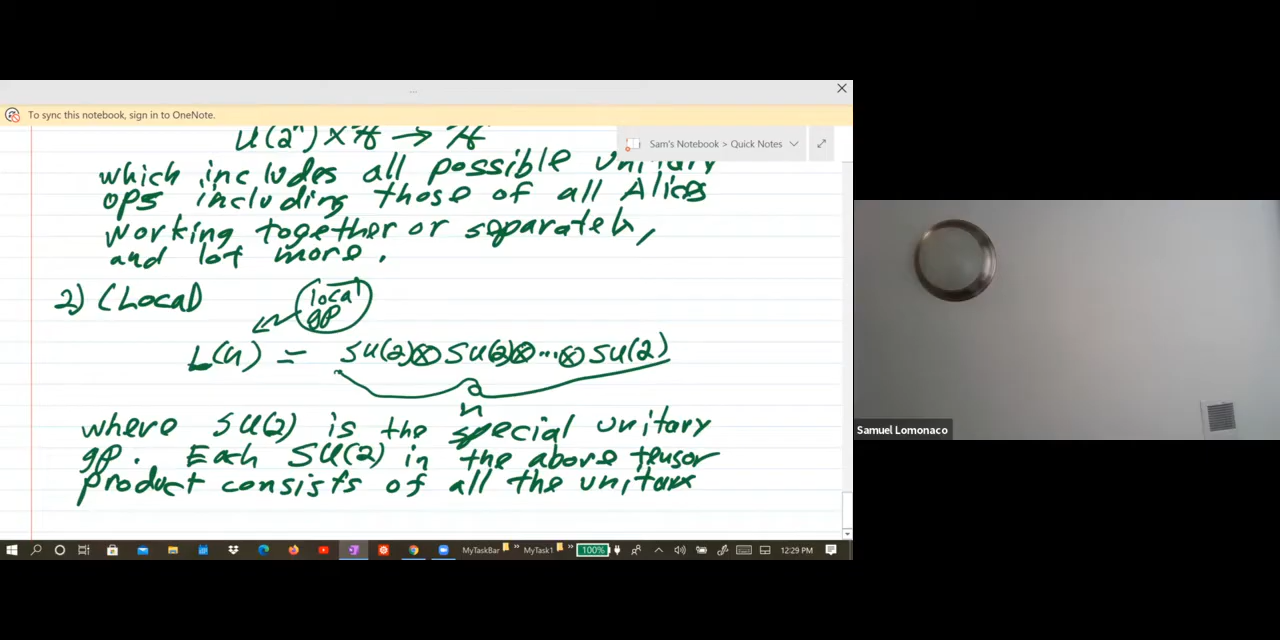 ...
To sync this notebook, sign in to OneNote.
U(2ⁿ) × ℋ → ℋ
Sam's Notebook > Quick Notes
which includes all possible unitary
ops including those of all Alices
working together or separately,
and lot more.
2) (Local)
local
gp
L(n) = SU(2)⊗SU(2)⊗...⊗SU(2)
n
where SU(2) is the special unitary
gp. Each SU(2) in the above tensor
product consists of all the unitary
Samuel Lomonaco
MyTaskBar » MyTask1 » 100% 12:29 PM